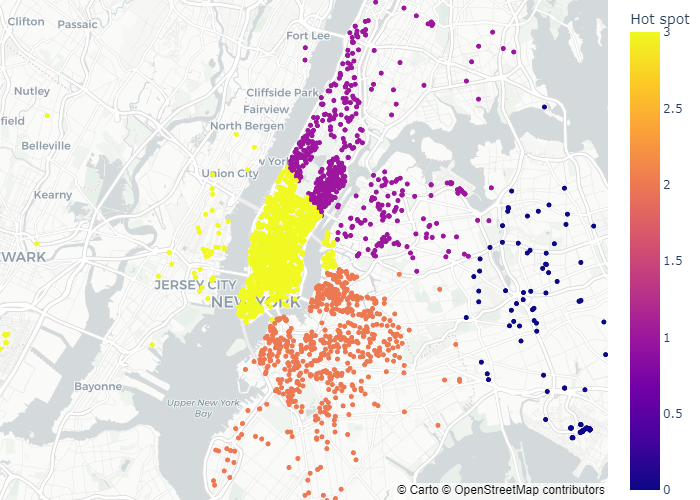 Clifton
Passaic
Fort Lee
Hot spot
3
Nutley
Cliffside Park
Fairview
North Bergen
2.5
field
Belleville
w York
Union City
Kearny
2
WARK
1.5
JERSEY CITY
NEW YORK
1
Bayonne
Upper New York
Bay
0.5
0
© Carto © OpenStreetMap contributors